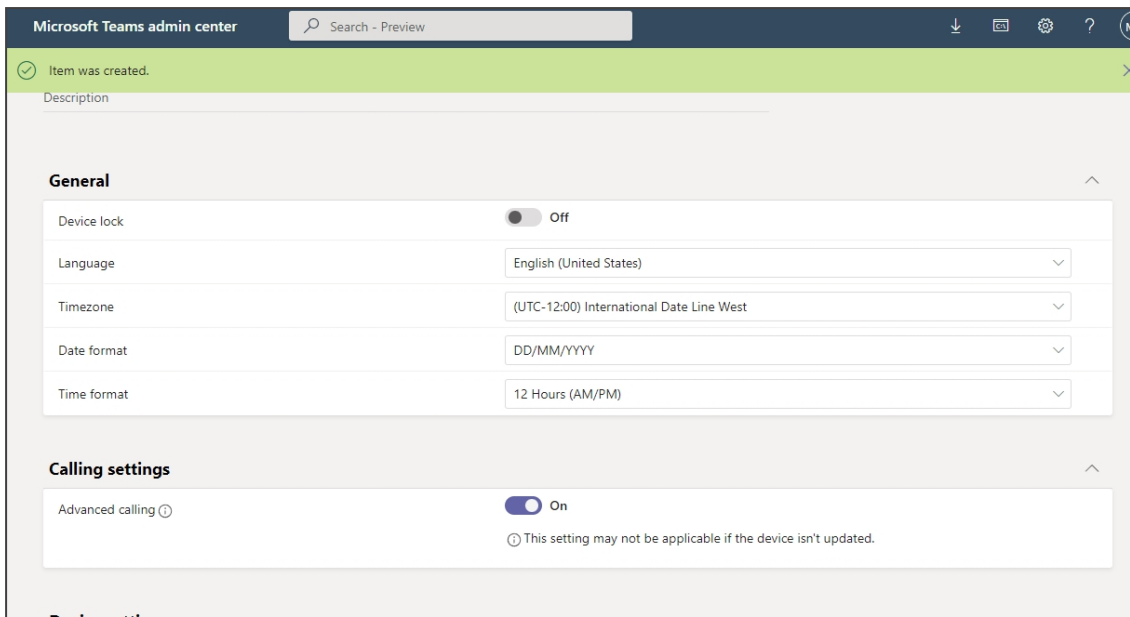 Microsoft Teams admin center
Search - Preview
Item was created.
Description
General
Device lock
Off
Language
English (United States)
Timezone
(UTC-12:00) International Date Line West
Date format
DD/MM/YYYY
Time format
12 Hours (AM/PM)
Calling settings
Advanced calling
On
This setting may not be applicable if the device isn't updated.